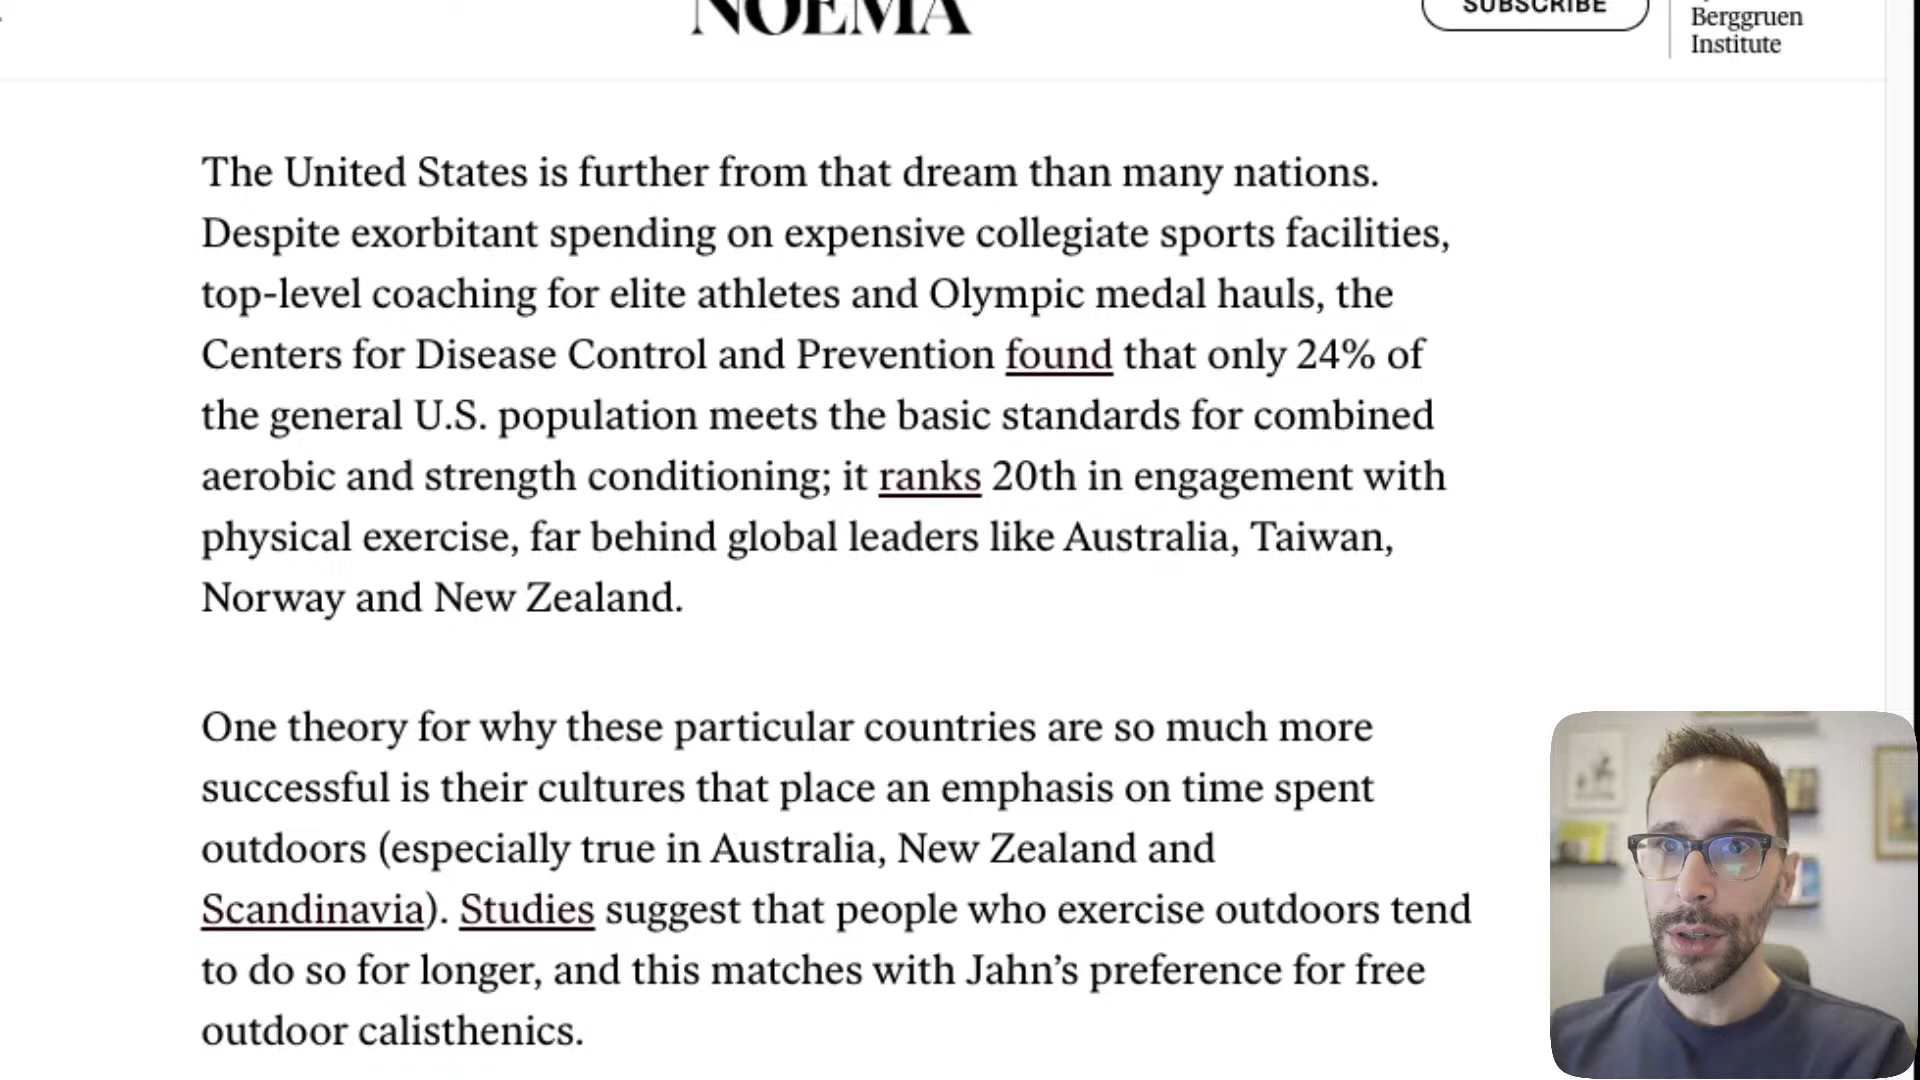 NOEMA
SUBSCRIBE
Berggruen
Institute
The United States is further from that dream than many nations.
Despite exorbitant spending on expensive collegiate sports facilities,
top-level coaching for elite athletes and Olympic medal hauls, the
Centers for Disease Control and Prevention found that only 24% of
the general U.S. population meets the basic standards for combined
aerobic and strength conditioning; it ranks 20th in engagement with
physical exercise, far behind global leaders like Australia, Taiwan,
Norway and New Zealand.
One theory for why these particular countries are so much more
successful is their cultures that place an emphasis on time spent
outdoors (especially true in Australia, New Zealand and
Scandinavia). Studies suggest that people who exercise outdoors tend
to do so for longer, and this matches with Jahn’s preference for free
outdoor calisthenics.